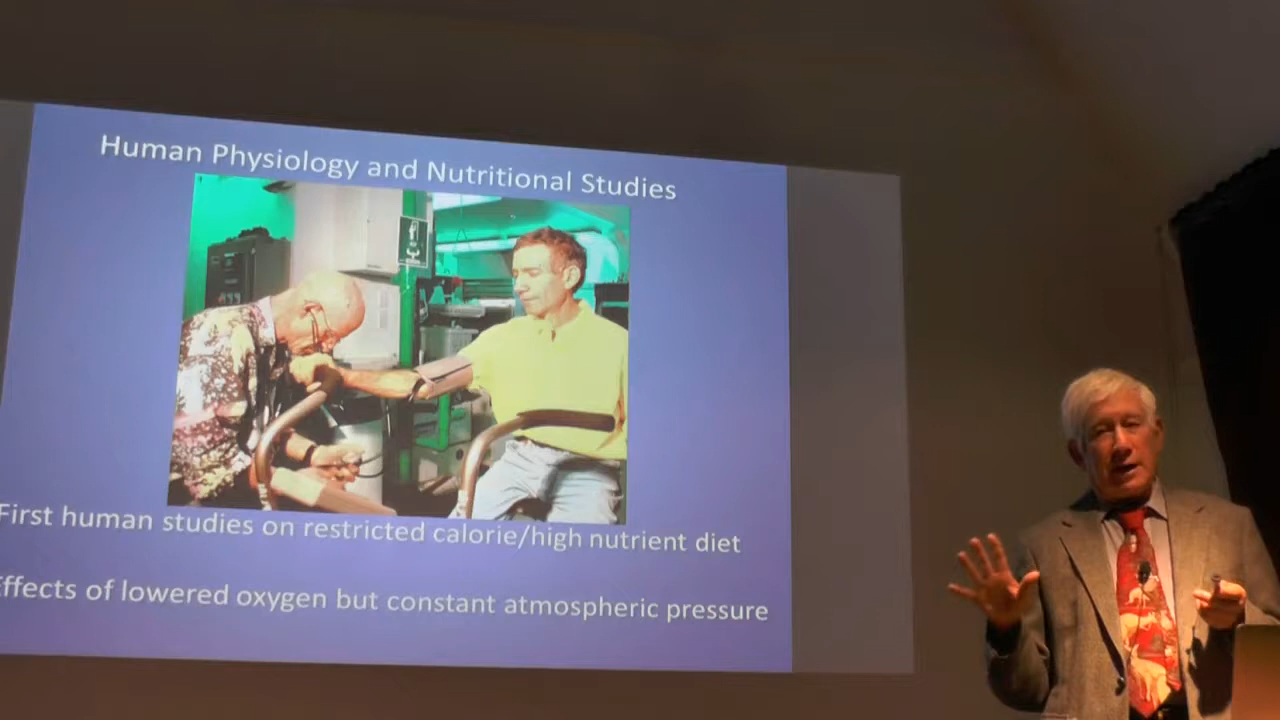 Human Physiology and Nutritional Studies
First human studies on restricted calorie/high nutrient diet
Effects of lowered oxygen but constant atmospheric pressure